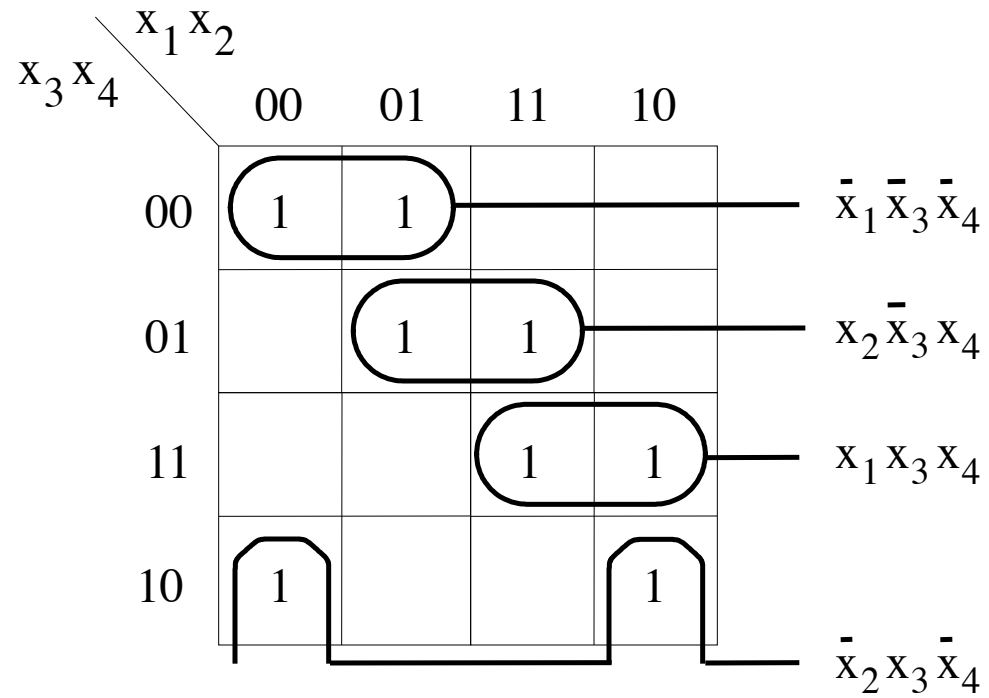 x₁x₂
x₃x₄
00 01 11 10
00 1 1 x̄₁x̄₃x̄₄
01 1 1 x₂x̄₃x₄
11 1 1 x₁x₃x₄
10 1 1
x̄₂x₃x̄₄